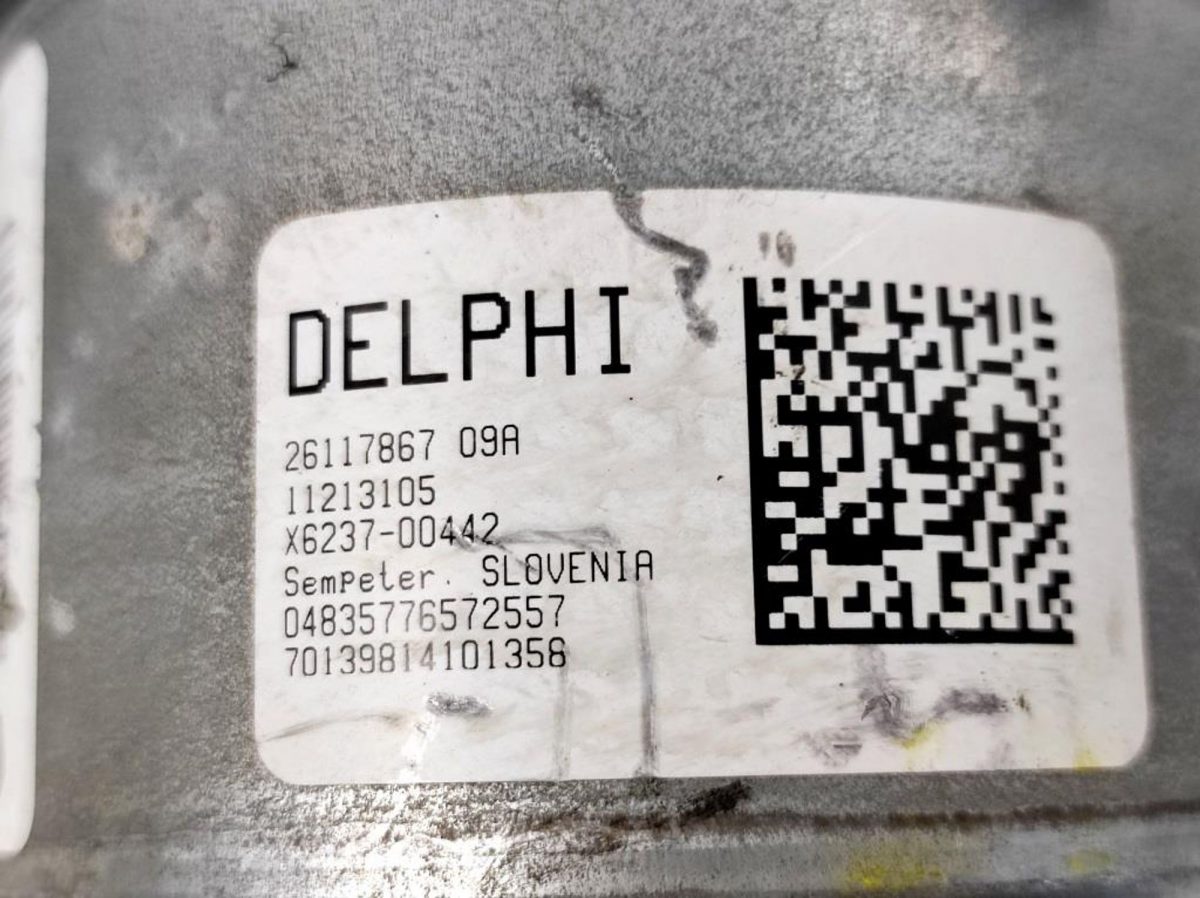 DELPHI
26117867 09A
11213105
X6237-00442
Sempeter. SLOVENIA
04835776572557
70139814101358